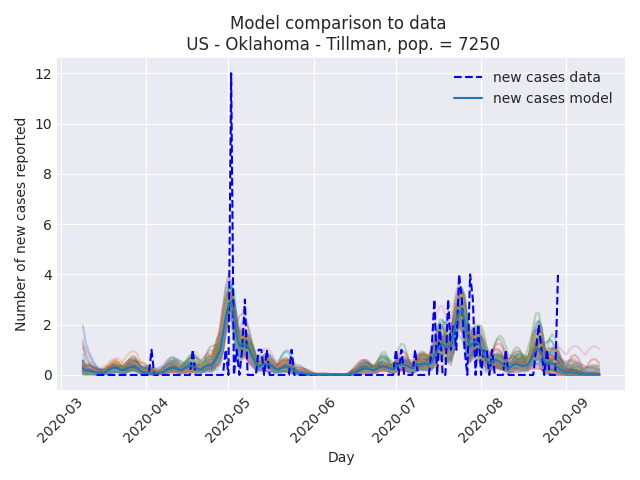 Model comparison to data
US - Oklahoma - Tillman, pop. = 7250
new cases data
new cases model
Number of new cases reported
12
10
8
6
4
2
0
2020-03
2020-04
2020-05
2020-06
2020-07
2020-08
2020-09
Day